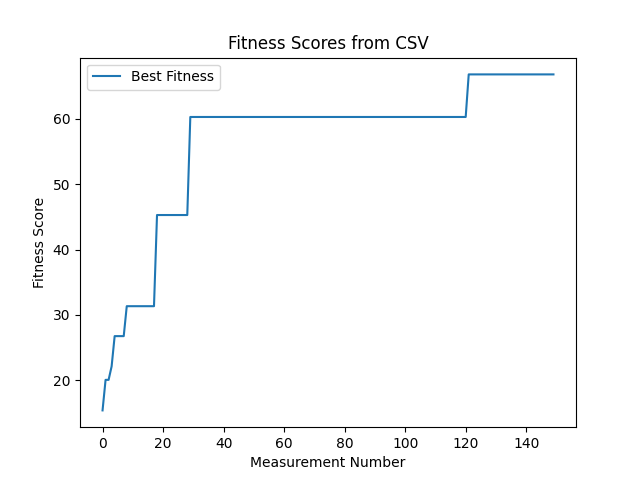 Fitness Scores from CSV
Best Fitness
Fitness Score
60
50
40
30
20
0 20 40 60 80 100 120 140
Measurement Number